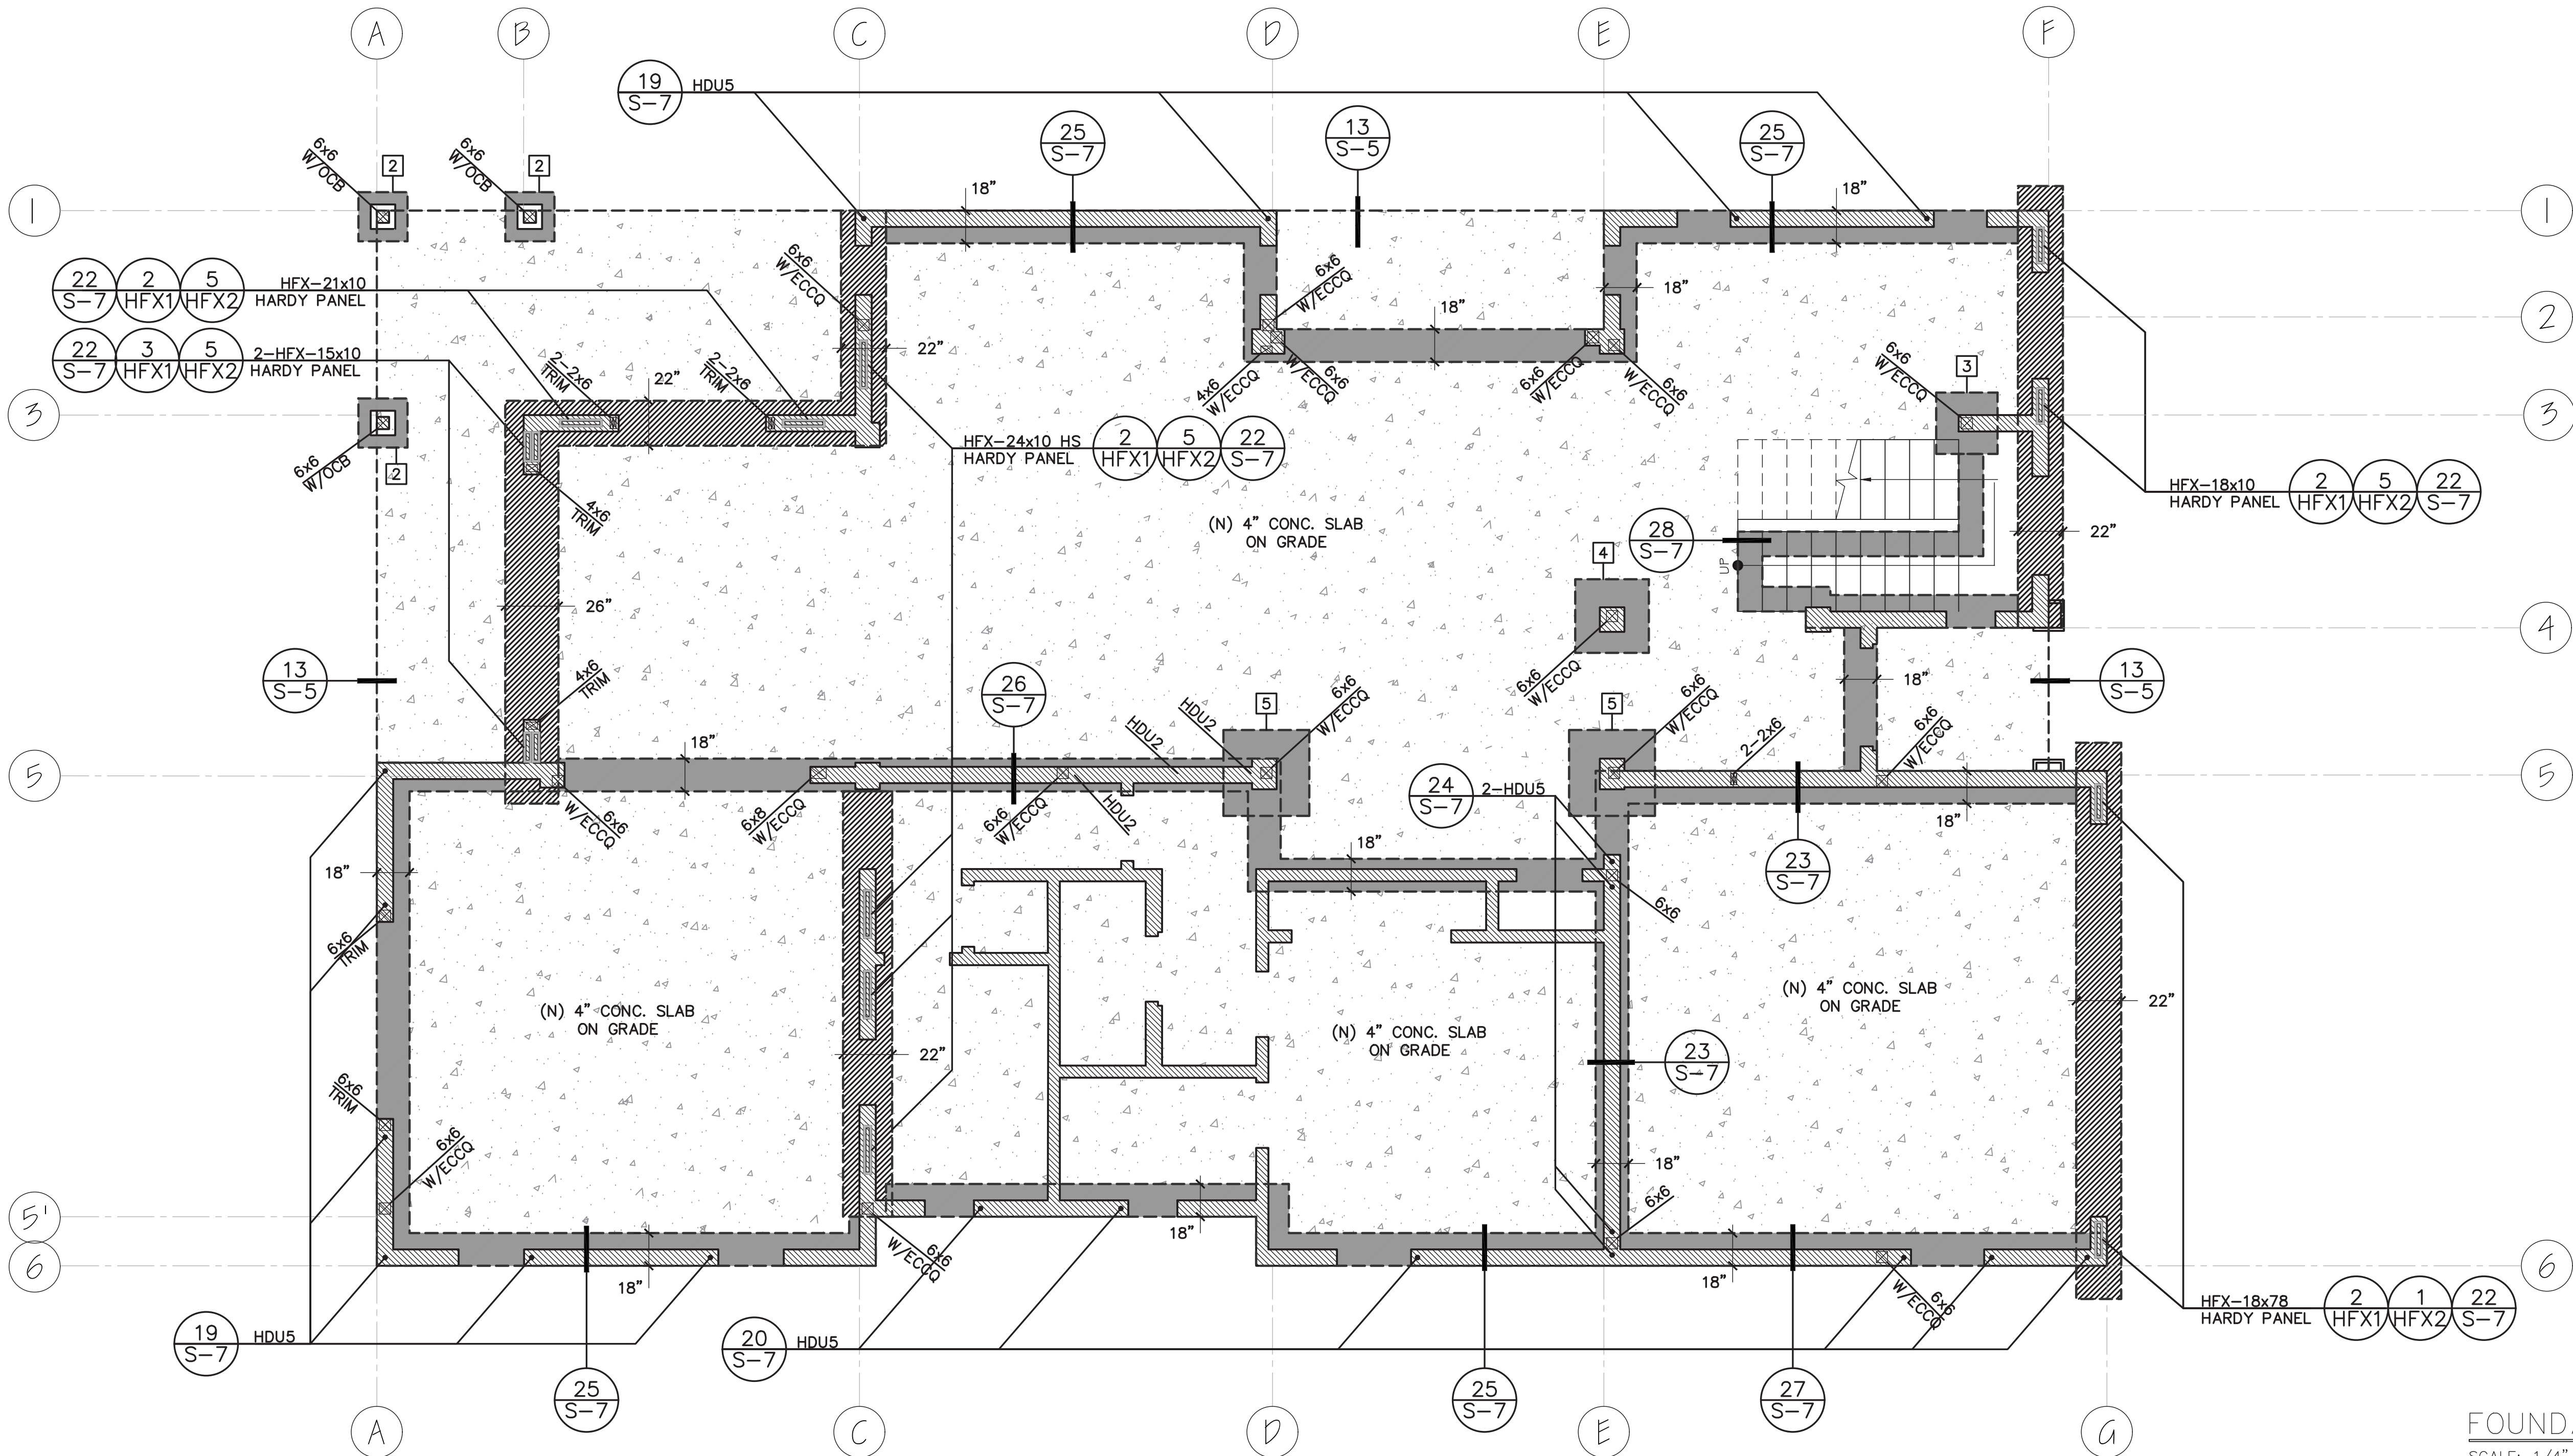 A
B
C
D
E
F
19
S-7
HDU5
25
S-7
13
S-5
25
S-7
6x6
W/OCB
2
6x6
W/OCB
2
18"
18"
1
1
22
S-7
2
HFX1
5
HFX2
HFX-21x10
HARDY PANEL
6x6
W/ECCQ
6x6
W/ECCQ
18"
18"
2
22
S-7
3
HFX1
5
HFX2
2-HFX-15x10
HARDY PANEL
2-2x6
TRIM
22"
2-2x6
TRIM
22"
4x6
W/ECCQ
6x6
W/ECCQ
6x6
W/ECCQ
6x6
W/ECCQ
6x6
W/ECCQ
3
3
3
6x6
W/OCB
2
HFX-24x10 HS
HARDY PANEL
2
HFX1
5
HFX2
22
S-7
HFX-18x10
HARDY PANEL
2
HFX1
5
HFX2
22
S-7
4x6
TRIM
(N) 4" CONC. SLAB
ON GRADE
28
S-7
UP
22"
4
26"
6x6
W/ECCQ
4
13
S-5
4x6
TRIM
26
S-7
HDU2
HDU2
5
6x6
W/ECCQ
5
6x6
W/ECCQ
18"
13
S-5
2-2x6
6x6
W/ECCQ
5
18"
5
6x6
W/ECCQ
6x8
W/ECCQ
6x6
W/ECCQ
HDU2
24
S-7
2-HDU5
18"
18"
23
S-7
18"
6x6
TRIM
6x6
(N) 4" CONC. SLAB
ON GRADE
(N) 4" CONC. SLAB
ON GRADE
(N) 4" CONC. SLAB
ON GRADE
22"
22"
23
S-7
6x6
TRIM
6x6
W/ECCQ
18"
6x6
5'
18"
6x6
W/ECCQ
6
18"
18"
6x6
W/ECCQ
6
19
S-7
HDU5
20
S-7
HDU5
HFX-18x78
HARDY PANEL
2
HFX1
1
HFX2
22
S-7
25
S-7
25
S-7
27
S-7
A
C
D
E
G
FOUND.
SCALE: 1/4"